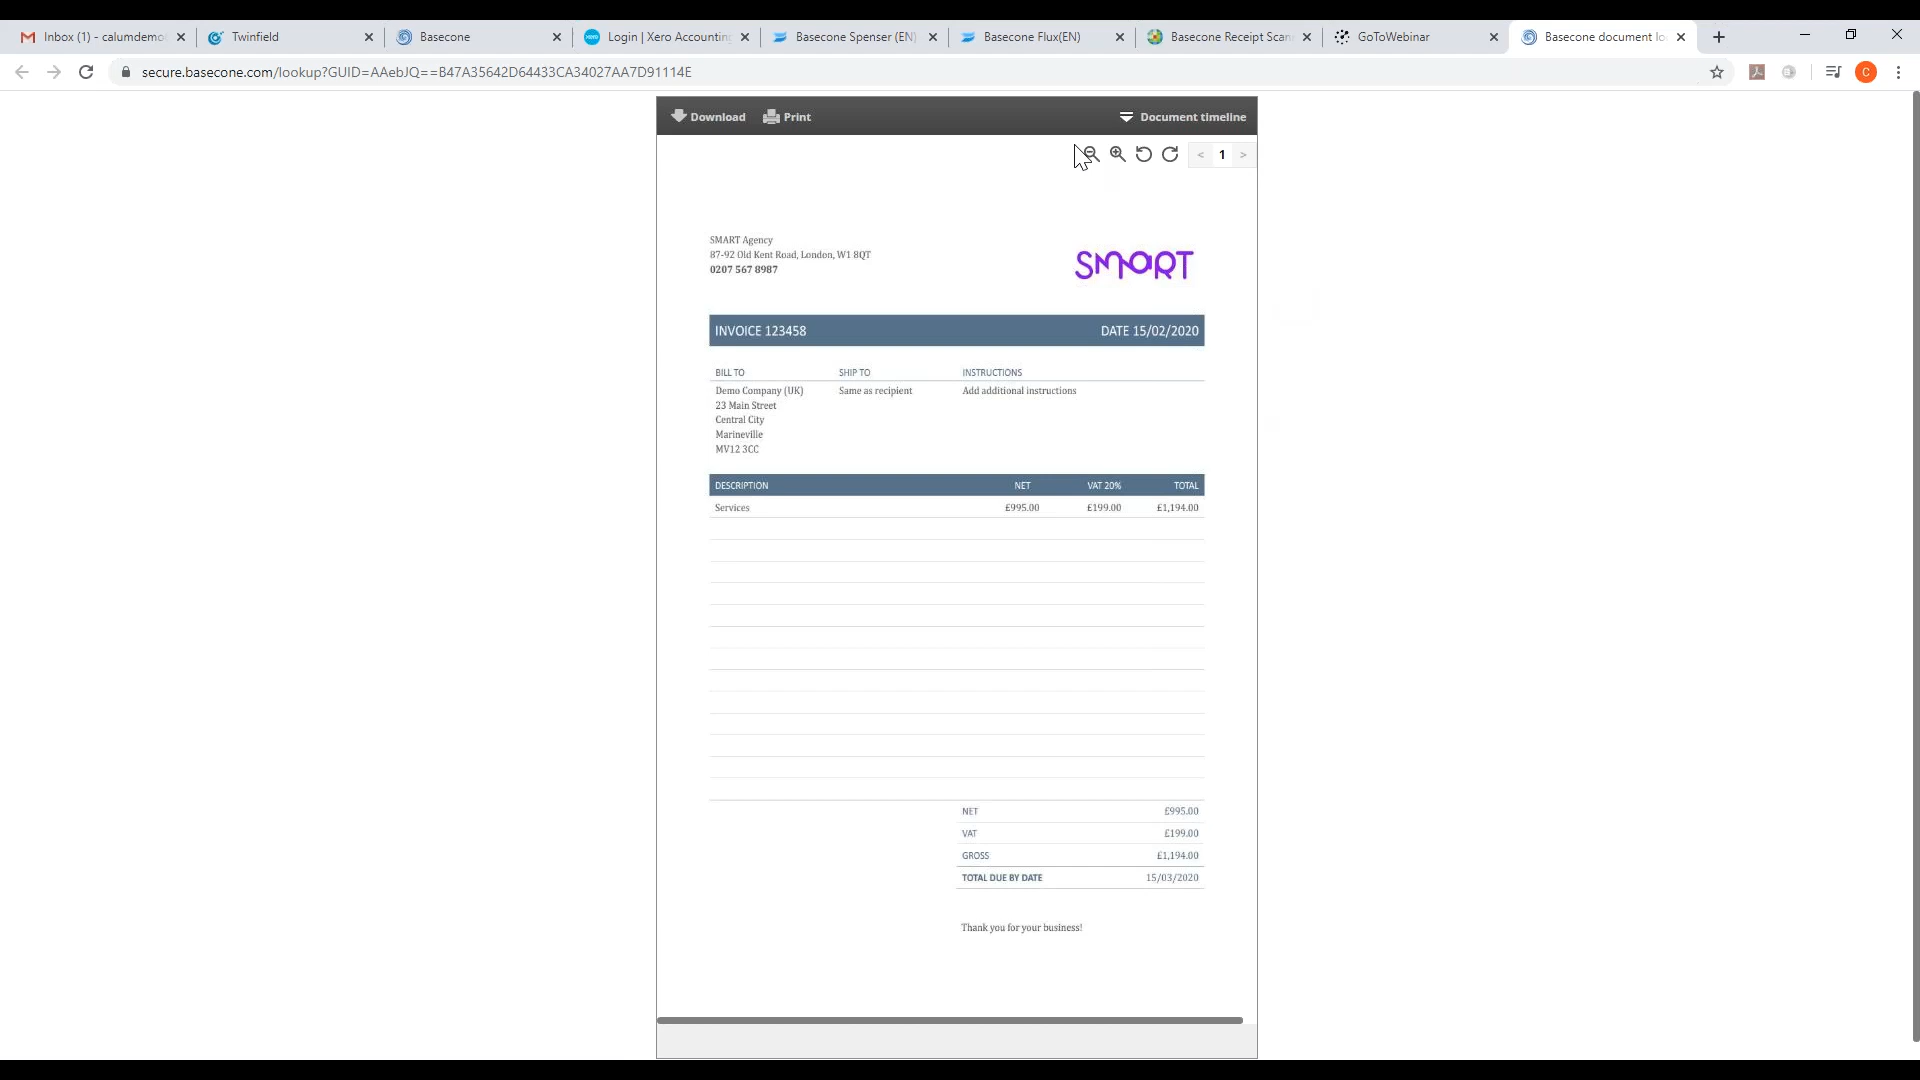 Inbox (1) - calumdemo
Twinfield
Basecone
Login | Xero Accounting
Basecone Spenser (EN)
Basecone Flux(EN)
Basecone Receipt Scan
GoToWebinar
Basecone document lo
secure.basecone.com/lookup?GUID=AAebJQ==B47A35642D64433CA34027AA7D91114E
C
Download
Print
Document timeline
< 1 >
SMART Agency
87-92 Old Kent Road, London, W1 8QT
0207 567 8987
SMART
INVOICE 123458
DATE 15/02/2020
BILL TO
SHIP TO
INSTRUCTIONS
Demo Company (UK)
Same as recipient
Add additional instructions
23 Main Street
Central City
Marineville
MV12 3CC
DESCRIPTION
NET
VAT 20%
TOTAL
Services
£995.00
£199.00
£1,194.00
NET
£995.00
VAT
£199.00
GROSS
£1,194.00
TOTAL DUE BY DATE
15/03/2020
Thank you for your business!